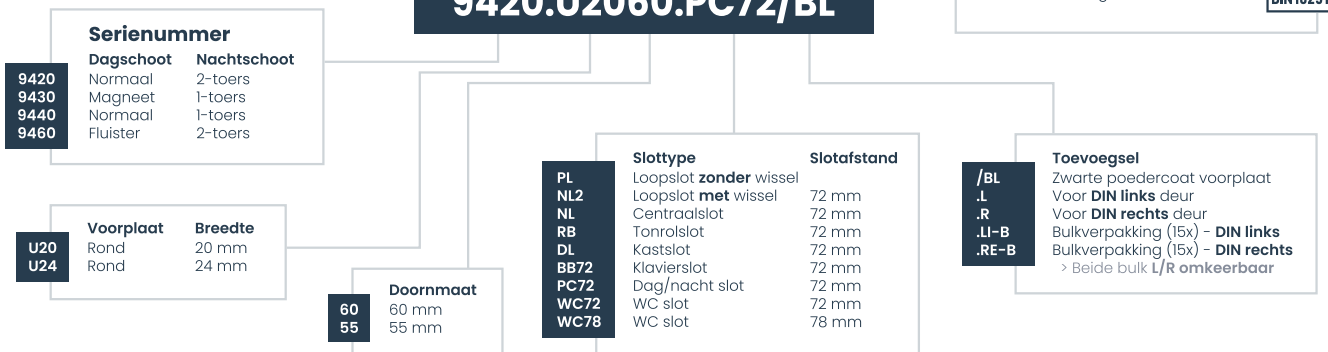 9420.U2060.PC72/BL
Serienummer
Dagschoot Nachtschoot
9420 Normaal 2-toers
9430 Magneet 1-toers
9440 Normaal 1-toers
9460 Fluister 2-toers
Voorplaat Breedte
U20 Rond 20 mm
U24 Rond 24 mm
Doornmaat
60 60 mm
55 55 mm
Slottype Slotafstand
PL Loopslot zonder wissel
NL2 Loopslot met wissel 72 mm
NL Centraalslot 72 mm
RB Tonrolslot 72 mm
DL Kastslot 72 mm
BB72 Klavierslot 72 mm
PC72 Dag/nacht slot 72 mm
WC72 WC slot 72 mm
WC78 WC slot 78 mm
Toevoegsel
/BL Zwarte poedercoat voorplaat
.L Voor DIN links deur
.R Voor DIN rechts deur
.LI-B Bulkverpakking (15x) - DIN links
.RE-B Bulkverpakking (15x) - DIN rechts
> Beide bulk L/R omkeerbaar